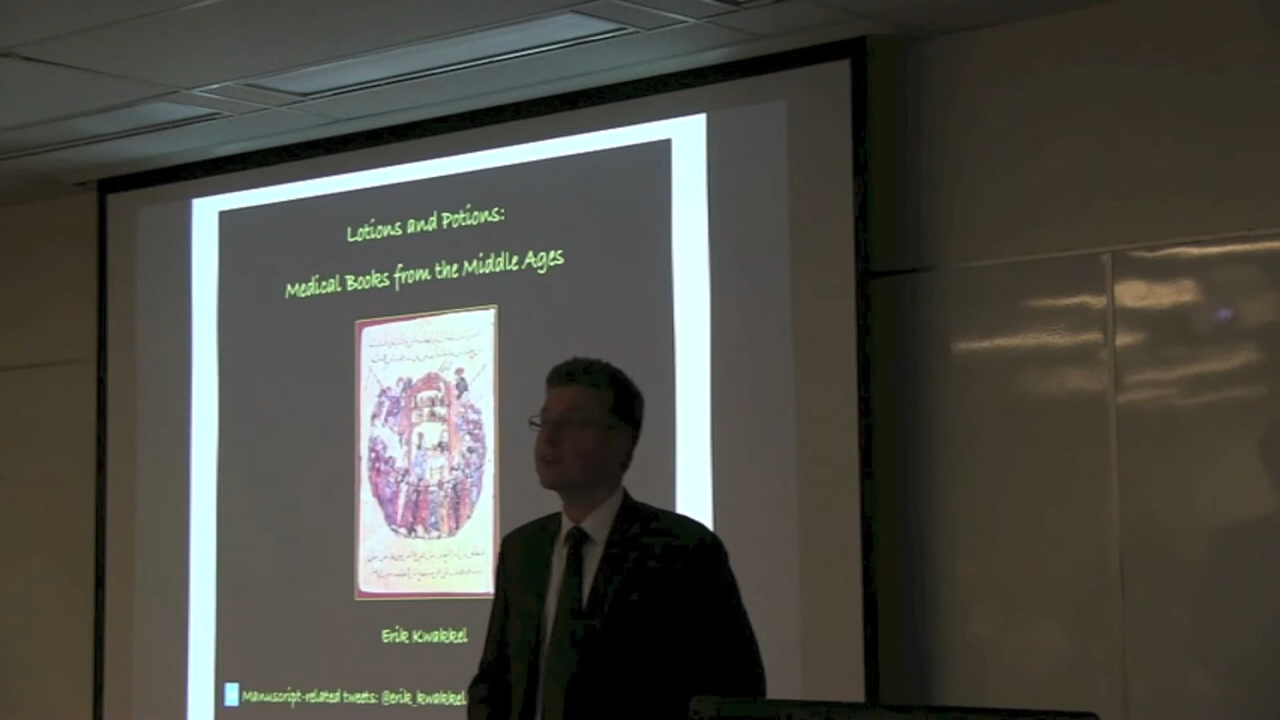 Lotions and Potions:
Medical Books from the Middle Ages
Erik Kwakkel
Manuscript-related tweets: @erik_kwakkel